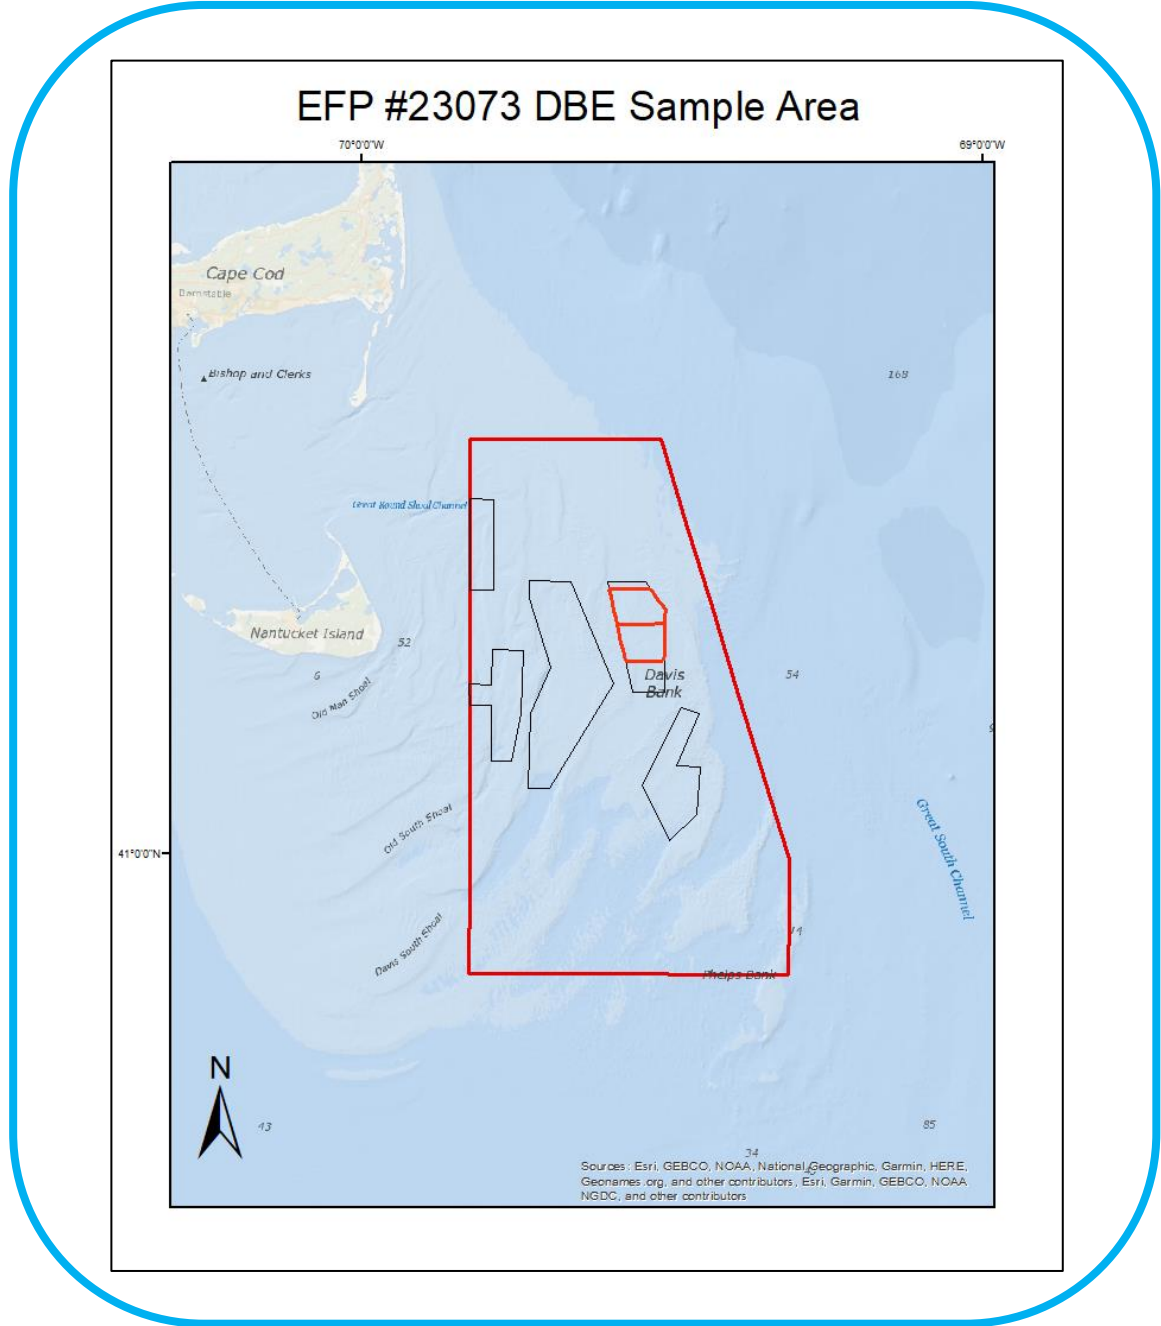 EFP #23073 DBE Sample Area
70°0'0"W
69°0'0"W
Cape Cod
Barnstable
Bishop and Clerks
168
Great Round Shoal Channel
Nantucket Island
52
6
Old Man Shoal
Davis
Bank
54
9
Old South Shoal
Great South Channel
41°0'0"N
Davis South Shoal
14
Phelps Bank
N
43
85
34
Sources: Esri, GEBCO, NOAA, National Geographic, Garmin, HERE,
Geonames.org, and other contributors, Esri, Garmin, GEBCO, NOAA
NGDC, and other contributors